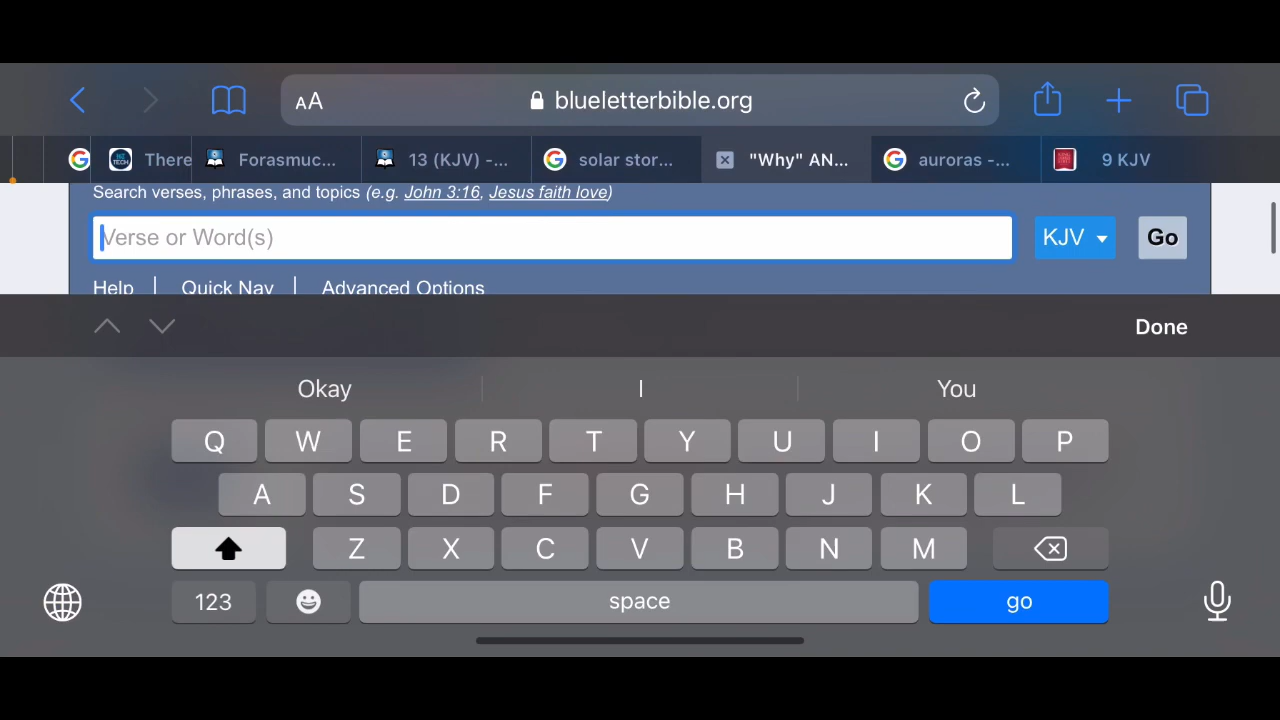 AA blueletterbible.org
There Forasmuc... 13 (KJV) -... solar stor... "Why" AN... auroras -... 9 KJV
Search verses, phrases, and topics (e.g. John 3:16, Jesus faith love)
Verse or Word(s) KJV Go
Help | Quick Nav | Advanced Options
Done
Okay I You
Q W E R T Y U I O P
A S D F G H J K L
Z X C V B N M
123 space go